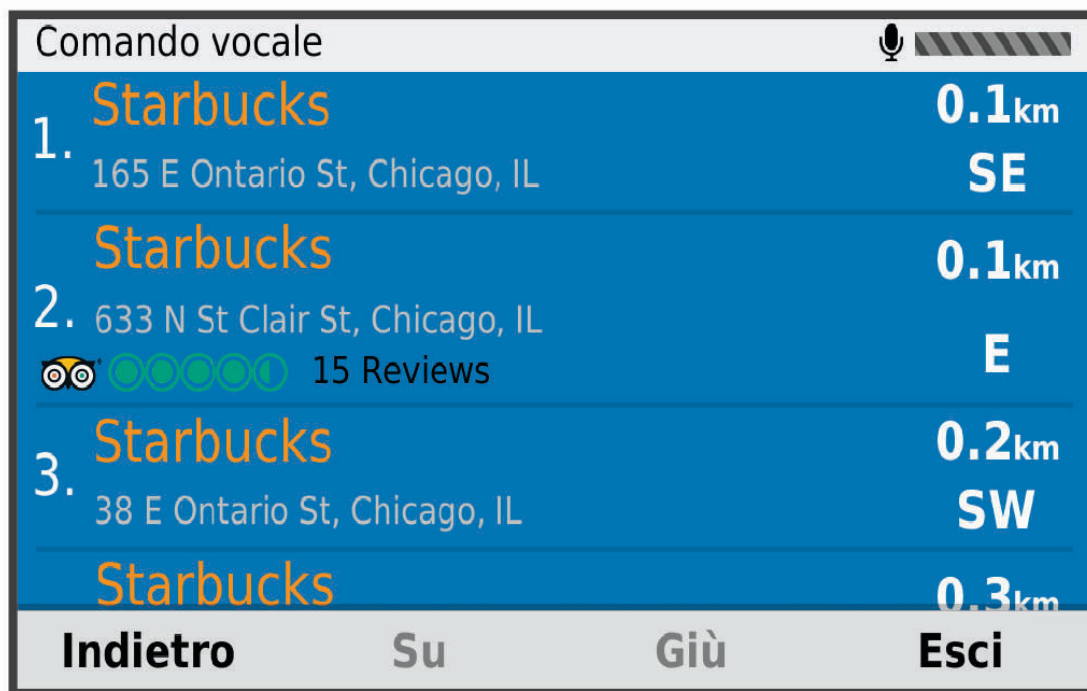 Comando vocale
1. Starbucks 0.1km
165 E Ontario St, Chicago, IL SE
2. Starbucks 0.1km
633 N St Clair St, Chicago, IL E
15 Reviews
3. Starbucks 0.2km
38 E Ontario St, Chicago, IL SW
Starbucks 0.3km
Indietro Su Giù Esci